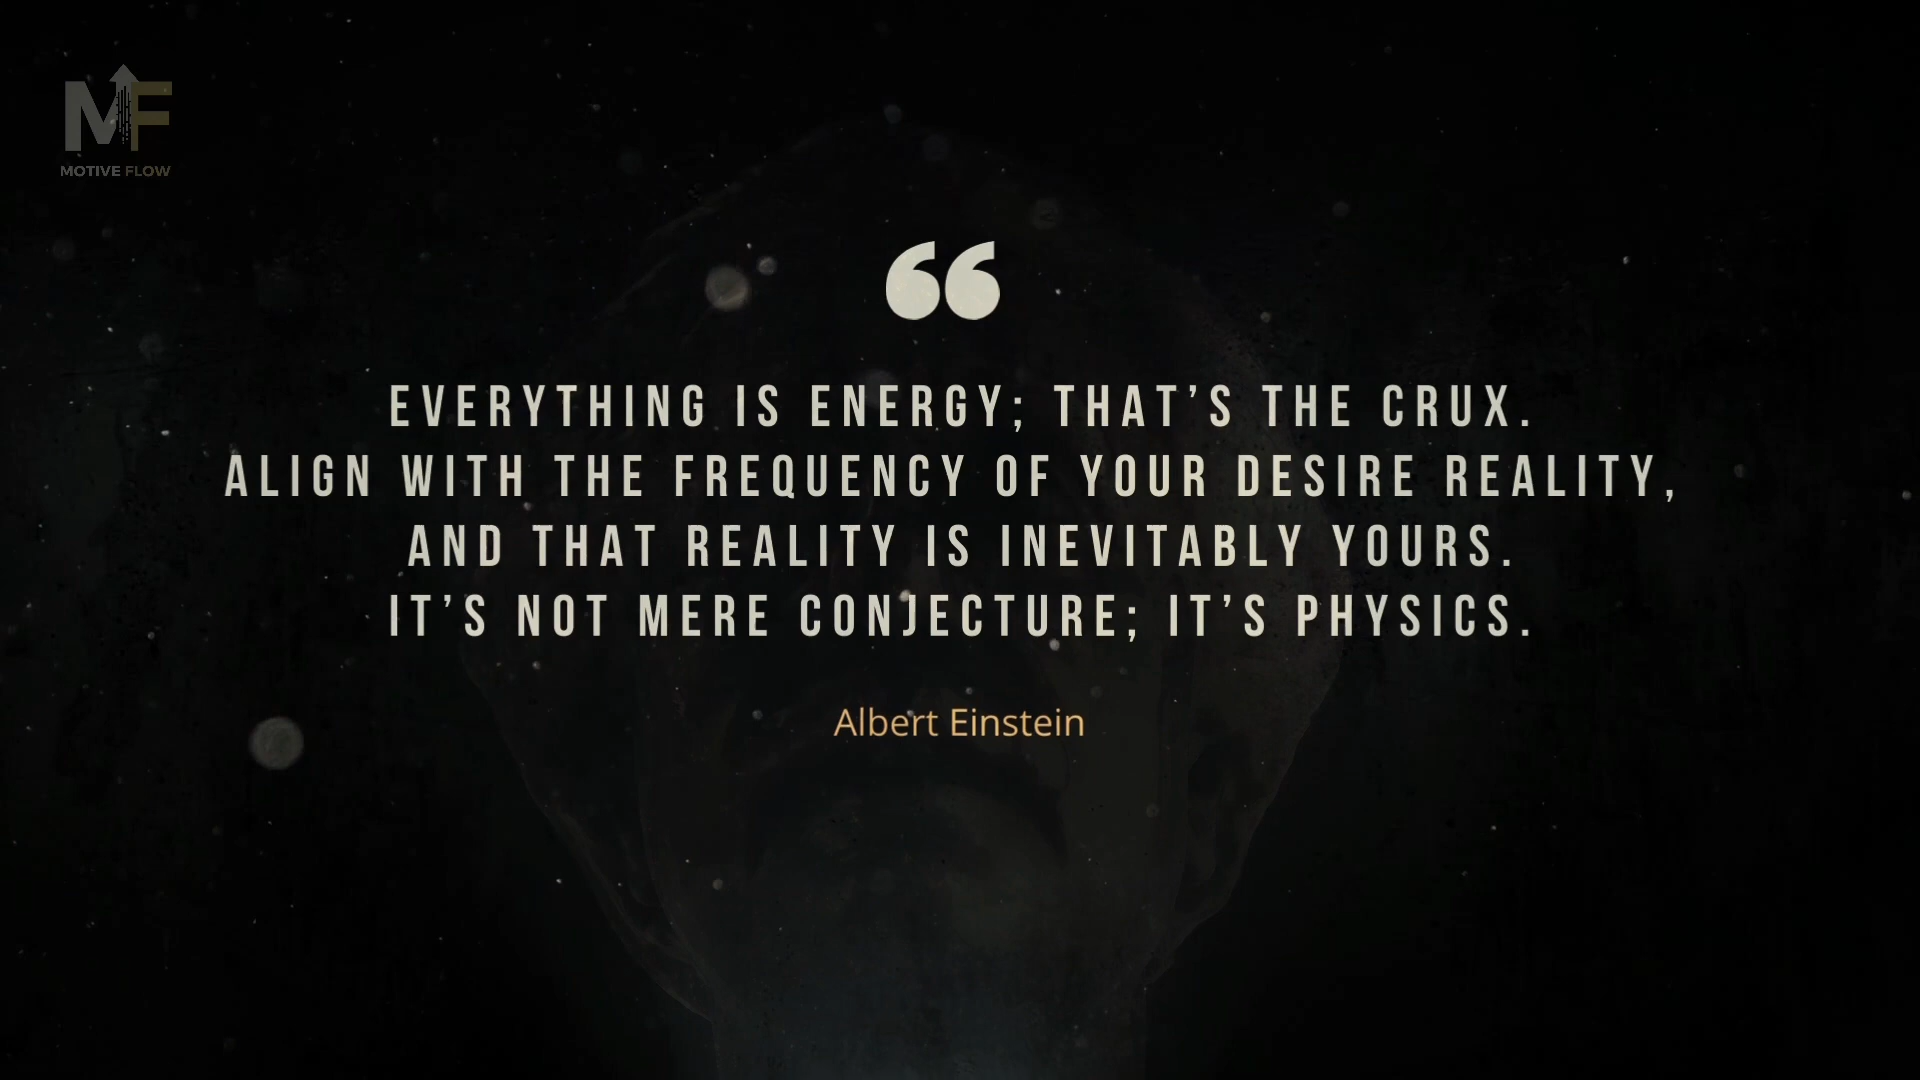 MF
MOTIVE FLOW
“
EVERYTHING IS ENERGY; THAT’S THE CRUX.
ALIGN WITH THE FREQUENCY OF YOUR DESIRE REALITY,
AND THAT REALITY IS INEVITABLY YOURS.
IT’S NOT MERE CONJECTURE; IT’S PHYSICS.
Albert Einstein